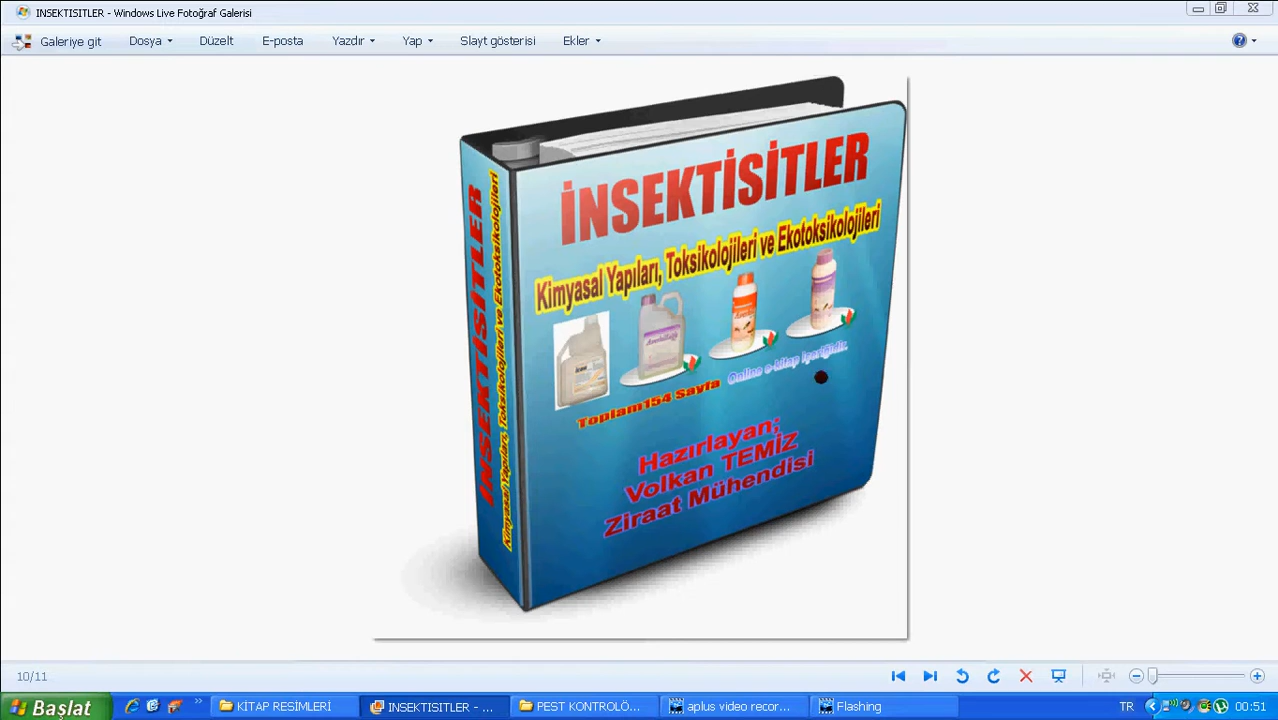 INSEKTISITLER - Windows Live Fotoğraf Galerisi
Galeriye git Dosya Düzelt E-posta Yazdır Yap Slayt gösterisi Ekler
İNSEKTİSİTLER
Kimyasal Yapıları, Toksikolojileri ve Ekotoksikolojileri
İNSEKTİSİTLER
Kimyasal Yapıları, Toksikolojileri ve Ekotoksikolojileri
Online e-kitap içeriğidir.
Toplam154 Sayfa
Hazırlayan;
Volkan TEMİZ
Ziraat Mühendisi
10/11
Başlat KİTAP RESİMLERİ INSEKTISITLER - ... PEST KONTROLÖ... aplus video recor... Flashing TR 00:51